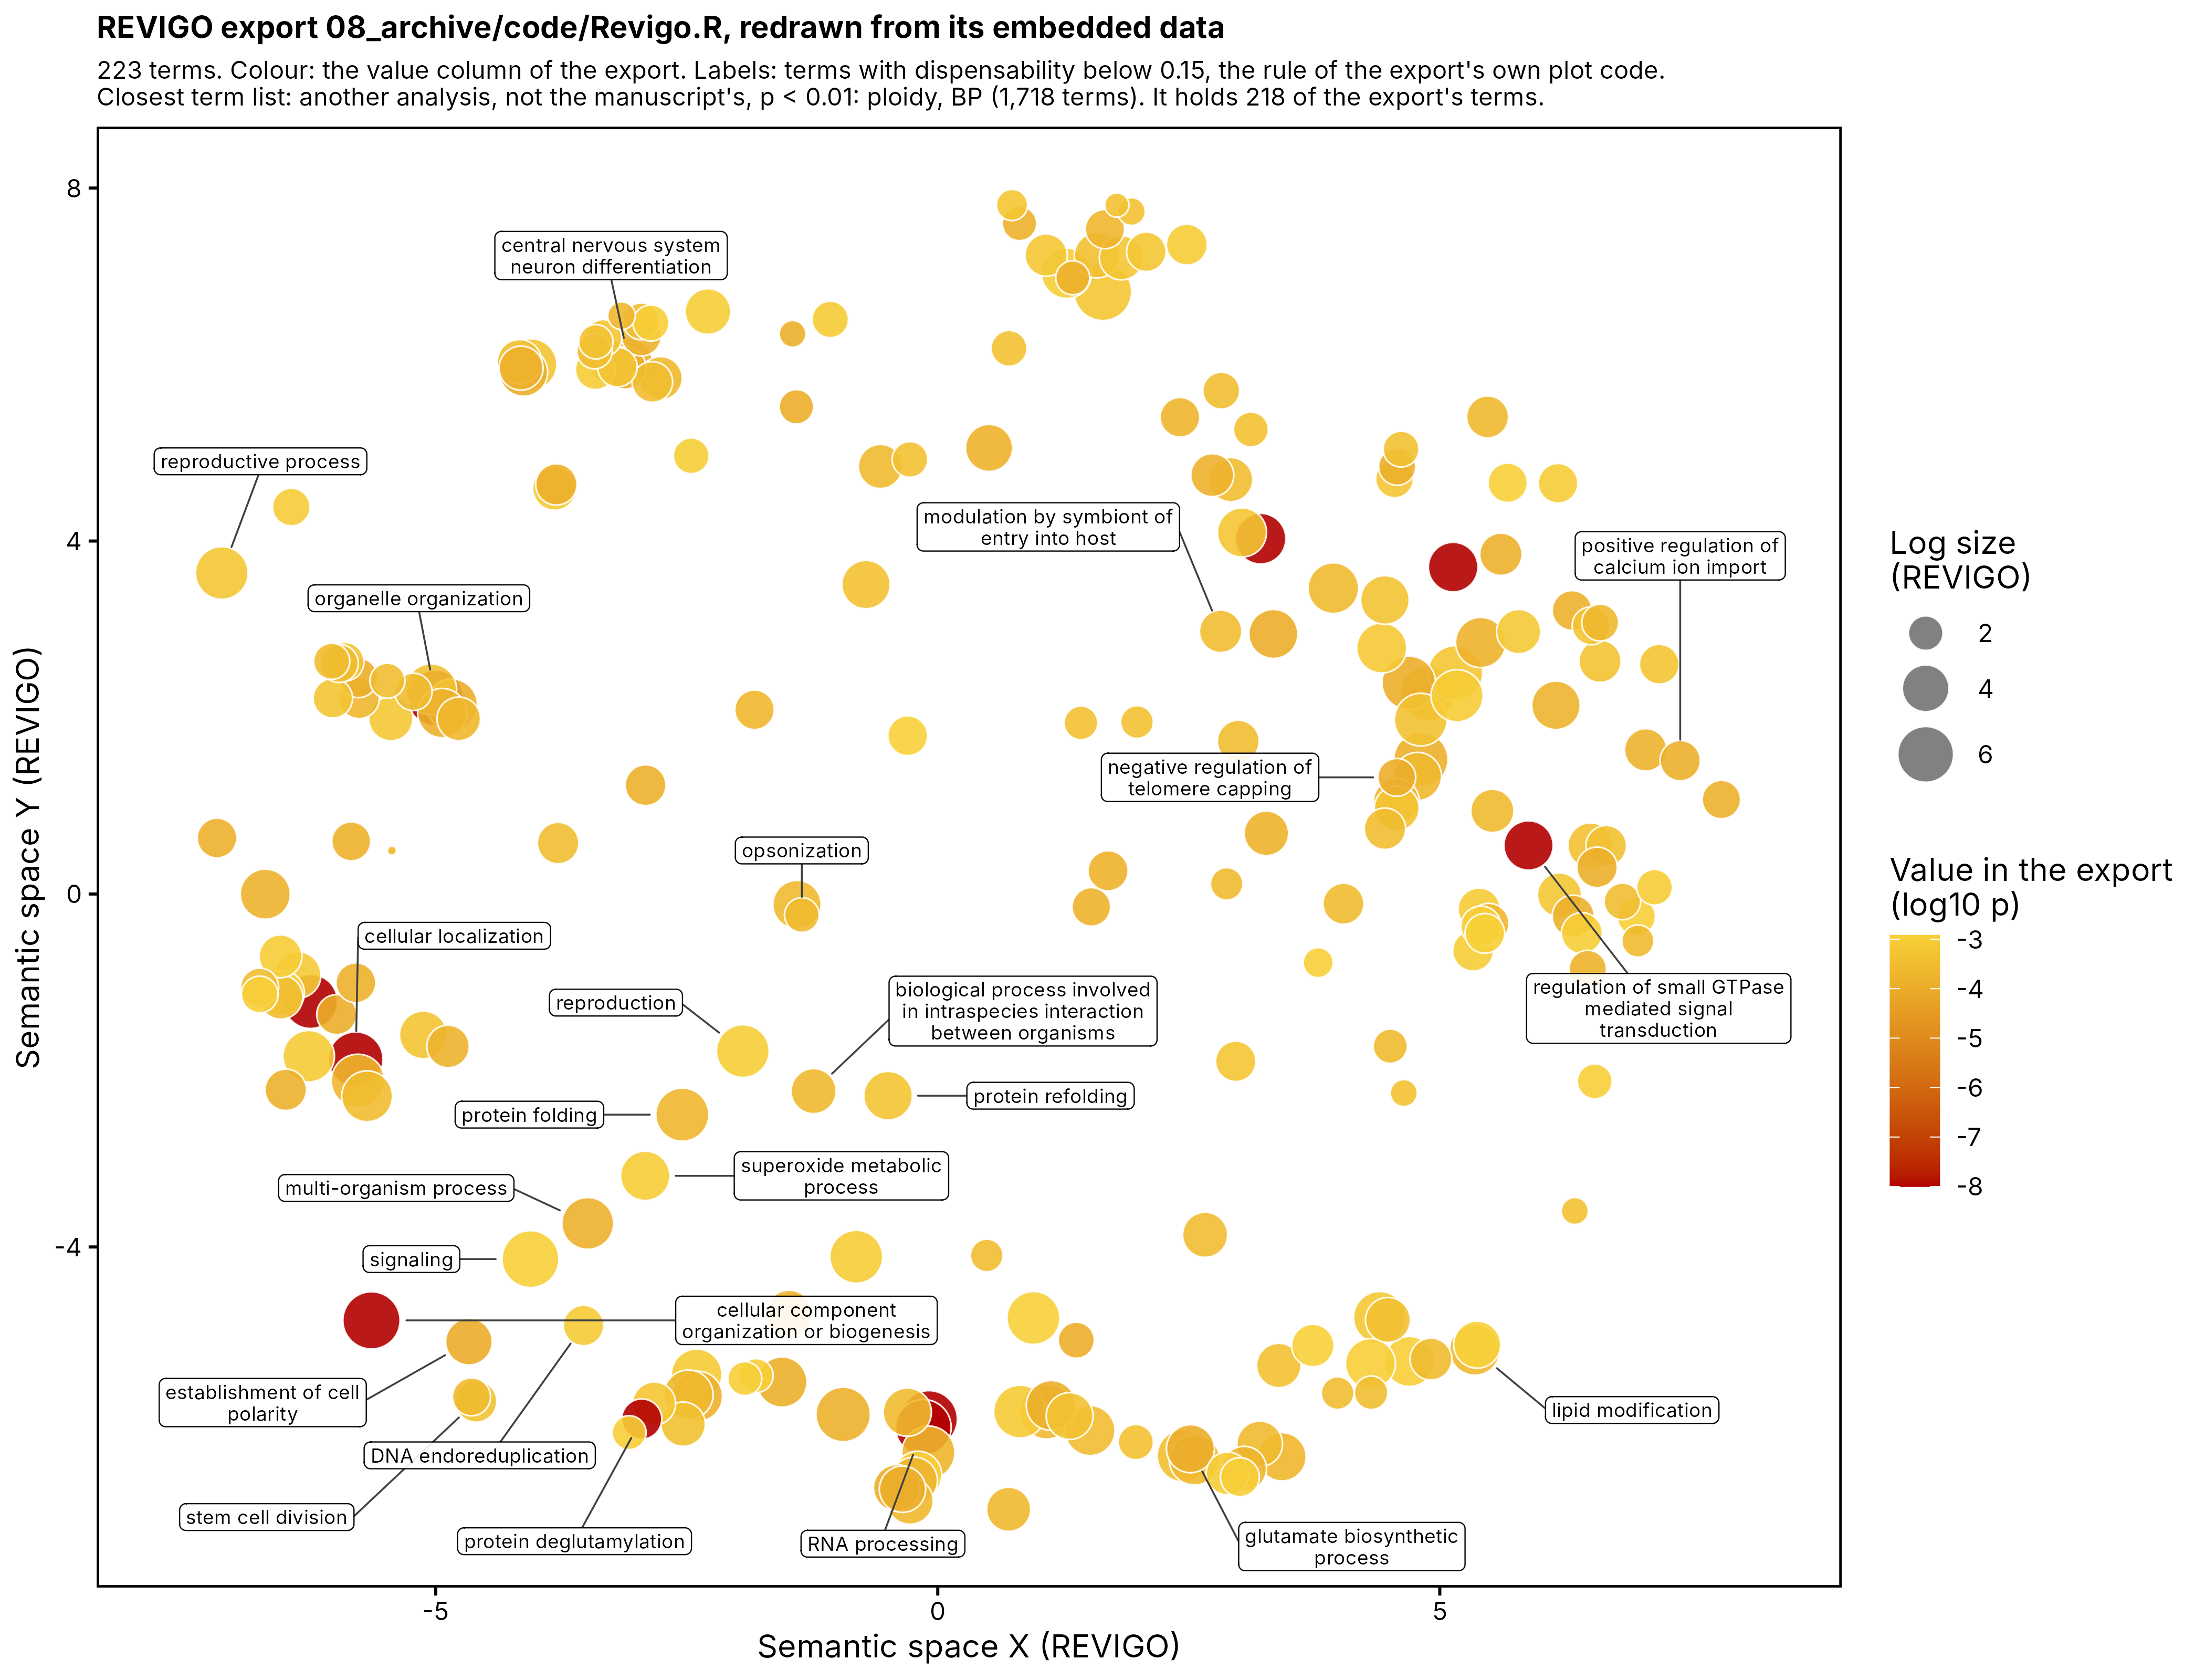 REVIGO export 08_archive/code/Revigo.R, redrawn from its embedded data
223 terms. Colour: the value column of the export. Labels: terms with dispensability below 0.15, the rule of the export's own plot code.
Closest term list: another analysis, not the manuscript's, p < 0.01: ploidy, BP (1,718 terms). It holds 218 of the export's terms.
8
4
0
-4
Semantic space Y (REVIGO)
central nervous system
neuron differentiation
reproductive process
modulation by symbiont of
entry into host
positive regulation of
calcium ion import
organelle organization
negative regulation of
telomere capping
opsonization
cellular localization
reproduction
biological process involved
in intraspecies interaction
between organisms
regulation of small GTPase
mediated signal
transduction
protein refolding
protein folding
superoxide metabolic
process
multi-organism process
signaling
cellular component
organization or biogenesis
establishment of cell
polarity
lipid modification
DNA endoreduplication
stem cell division
protein deglutamylation
RNA processing
glutamate biosynthetic
process
-5
0
5
Semantic space X (REVIGO)
Log size
(REVIGO)
2
4
6
Value in the export
(log10 p)
-3
-4
-5
-6
-7
-8